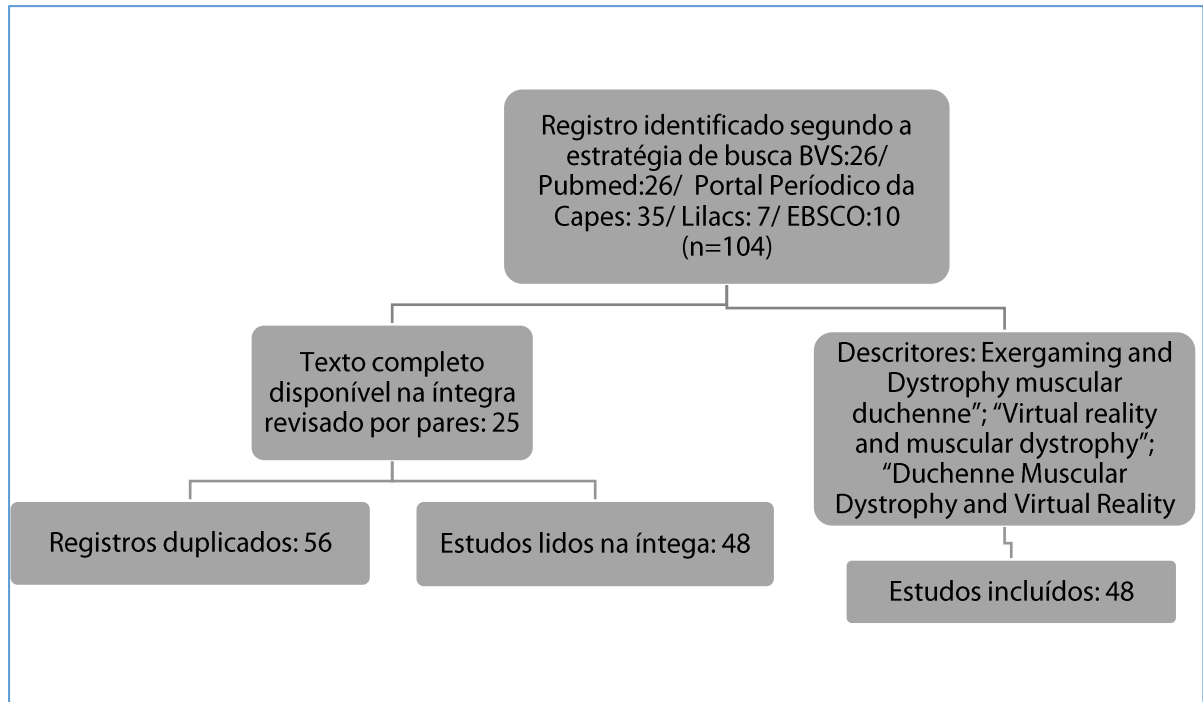 Registro identificado segundo a
estratégia de busca BVS:26/
Pubmed:26/ Portal Períodico da
Capes: 35/ Lilacs: 7/ EBSCO:10
(n=104)
Texto completo
disponível na íntegra
revisado por pares: 25
Descritores: Exergaming and
Dystrophy muscular
duchenne”; “Virtual reality
and muscular dystrophy”;
“Duchenne Muscular
Dystrophy and Virtual Reality
Registros duplicados: 56
Estudos lidos na íntega: 48
Estudos incluídos: 48